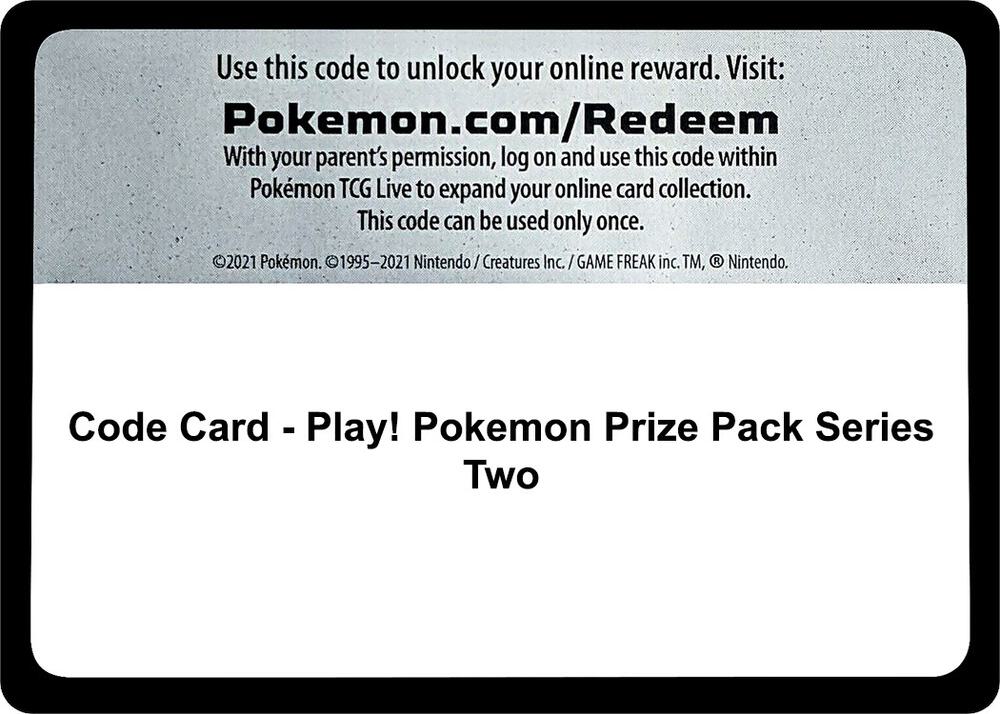 Use this code to unlock your online reward. Visit:
Pokemon.com/Redeem
With your parent's permission, log on and use this code within
Pokémon TCG Live to expand your online card collection.
This code can be used only once.
©2021 Pokémon. ©1995–2021 Nintendo / Creatures Inc. / GAME FREAK inc. TM, ® Nintendo.
Code Card - Play! Pokemon Prize Pack Series
Two